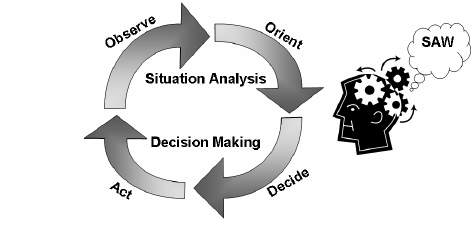 Observe
Orient
SAW
Situation Analysis
Decision Making
Act
Decide